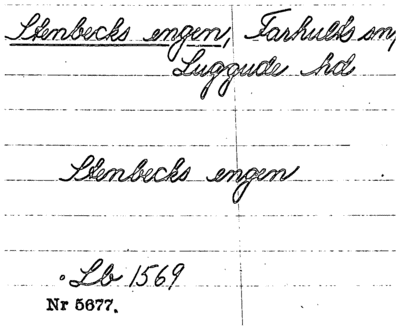 Stenbecks engen, Farhults sn,
Luggude hd
Stenbecks engen
Lb 1569
Nr 5677.